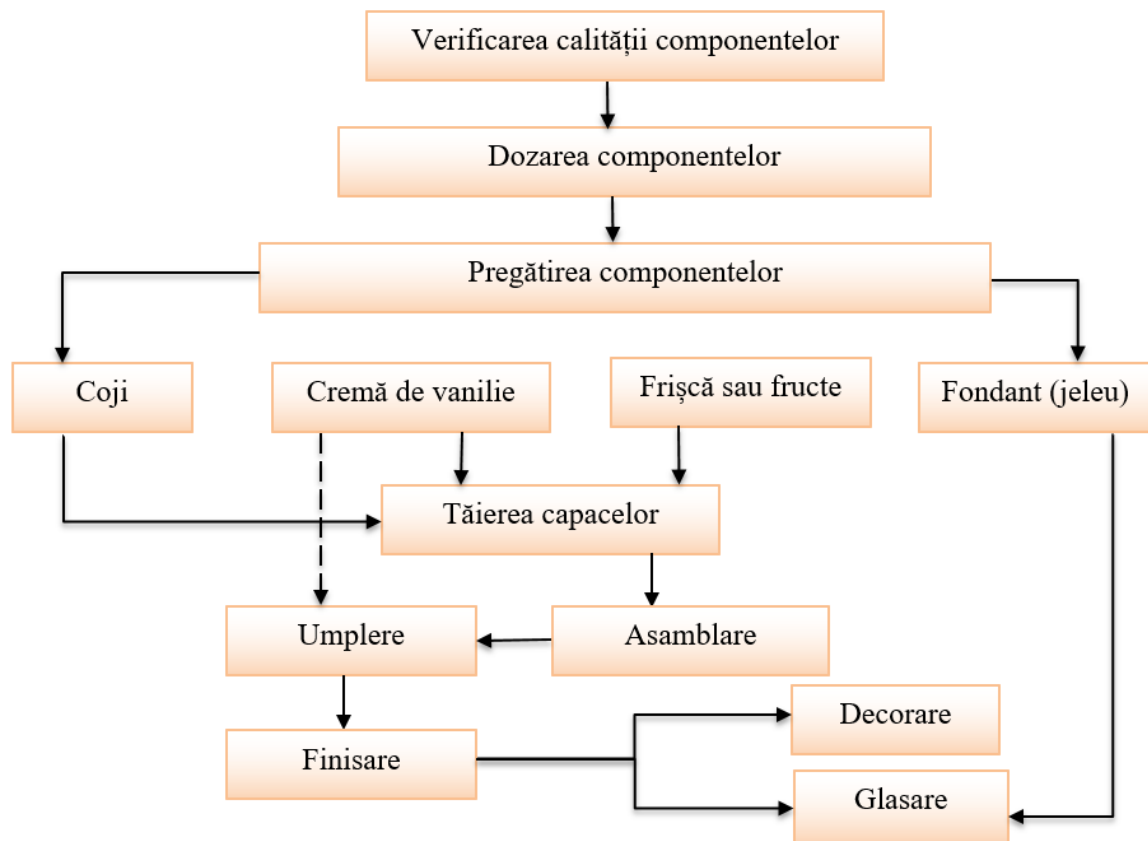 Verificarea calității componentelor
Dozarea componentelor
Pregătirea componentelor
Coji
Cremă de vanilie
Frișcă sau fructe
Fondant (jeleu)
Tăierea capacelor
Umplere
Asamblare
Finisare
Decorare
Glasare